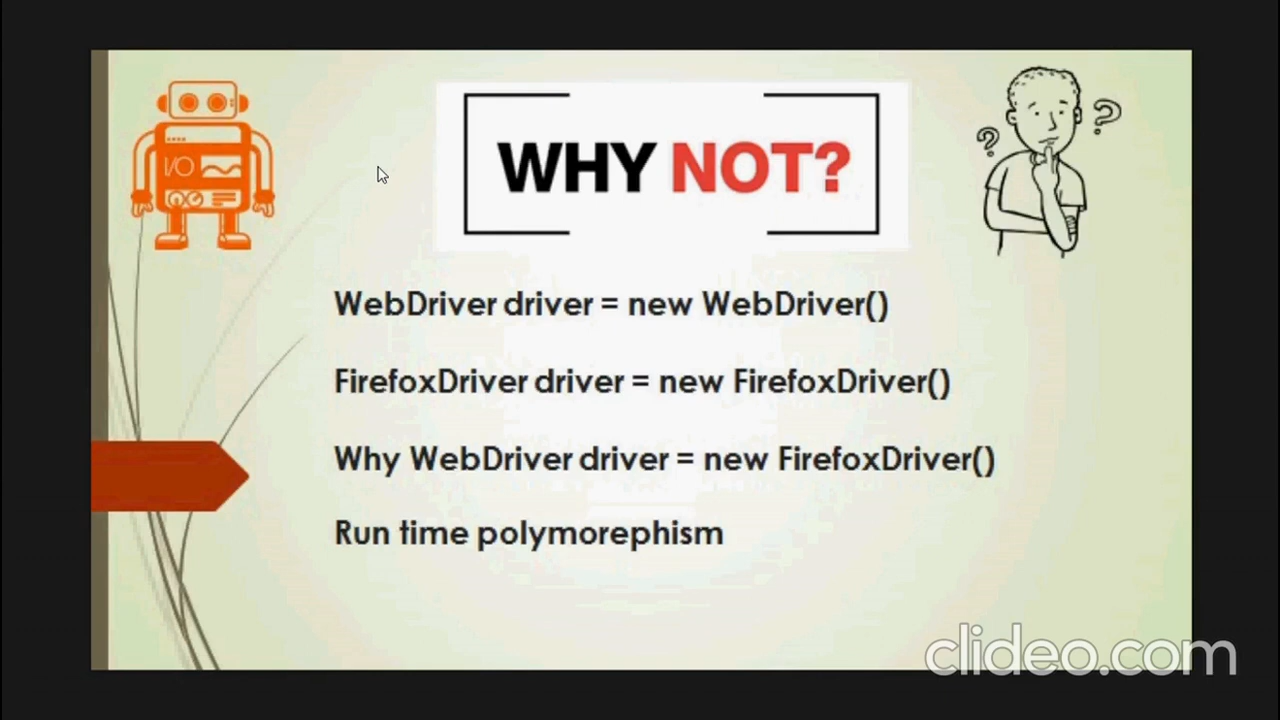 I/O
WHY NOT?
WebDriver driver = new WebDriver()
FirefoxDriver driver = new FirefoxDriver()
Why WebDriver driver = new FirefoxDriver()
Run time polymorephism
clideo.com